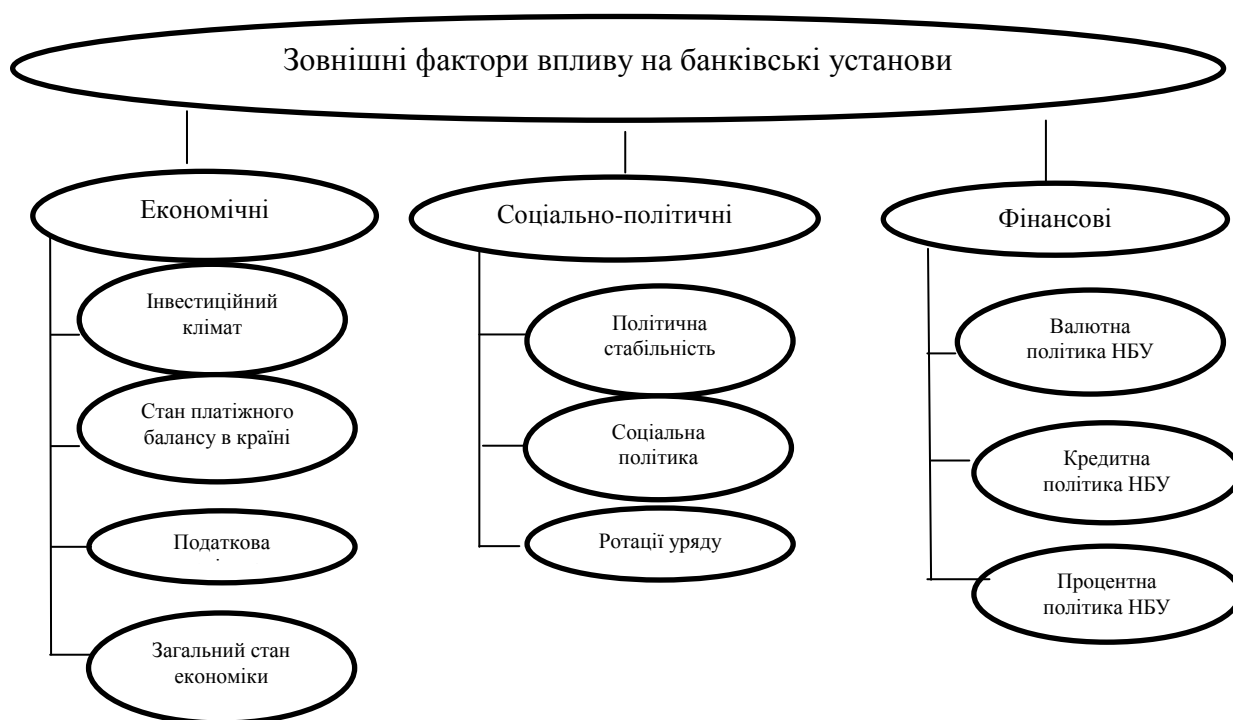 Зовнішні фактори впливу на банківські установи
Економічні
Інвестиційний
клімат
Стан платіжного
балансу в країні
Податкова
Загальний стан
економіки
Соціально-політичні
Політична
стабільність
Соціальна
політика
Ротації уряду
Фінансові
Валютна
політика НБУ
Кредитна
політика НБУ
Процентна
політика НБУ